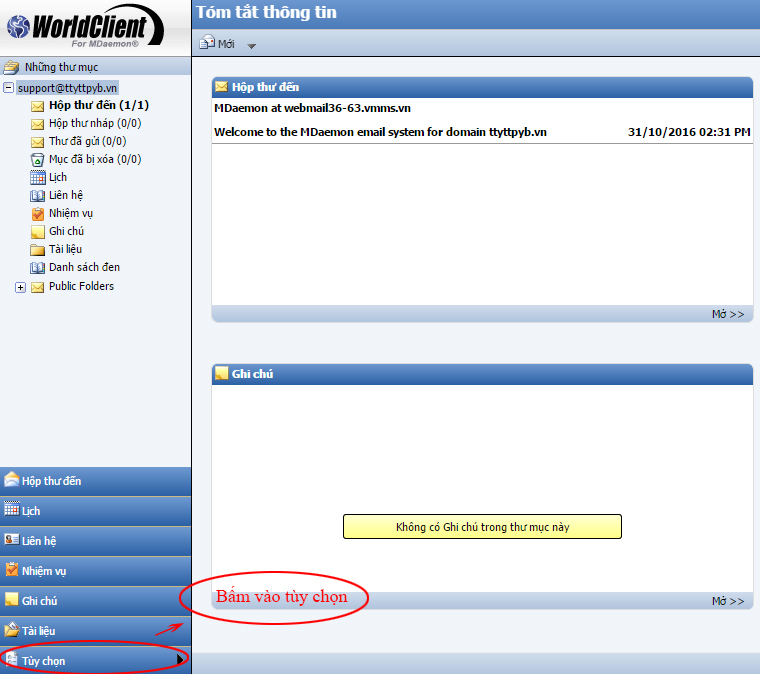 WorldClient
For MDaemon®
Tóm tắt thông tin
Mới
Những thư mục
support@ttyttpyb.vn
Hộp thư đến (1/1)
Hộp thư nháp (0/0)
Thư đã gửi (0/0)
Mục đã bị xóa (0/0)
Lịch
Liên hệ
Nhiệm vụ
Ghi chú
Tài liệu
Danh sách đen
Public Folders
Hộp thư đến
Lịch
Liên hệ
Nhiệm vụ
Ghi chú
Tài liệu
Tùy chọn
Hộp thư đến
MDaemon at webmail36-63.vmms.vn
Welcome to the MDaemon email system for domain ttyttpyb.vn 31/10/2016 02:31 PM
Mở >>
Ghi chú
Không có Ghi chú trong thư mục này
Bấm vào tùy chọn
Mở >>